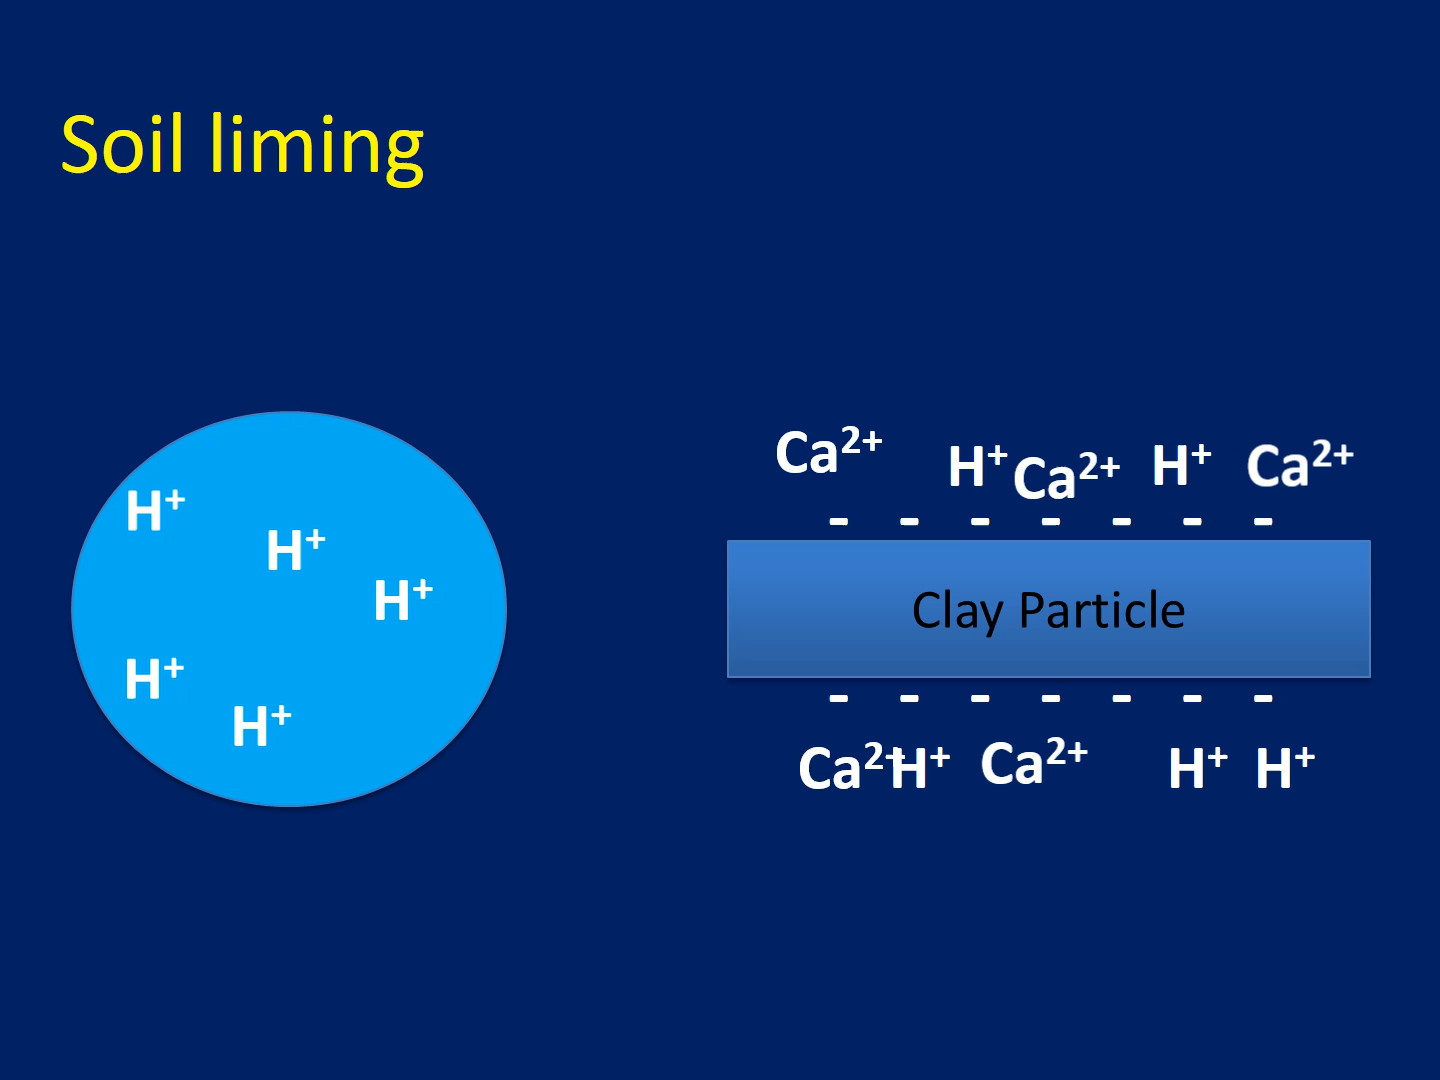 Soil liming
Ca²⁺ H⁺ Ca²⁺ H⁺ Ca²⁺
- - - - - - -
H⁺
H⁺
H⁺
Clay Particle
H⁺
H⁺
- - - - - - -
Ca²⁺ H⁺ Ca²⁺ H⁺ H⁺